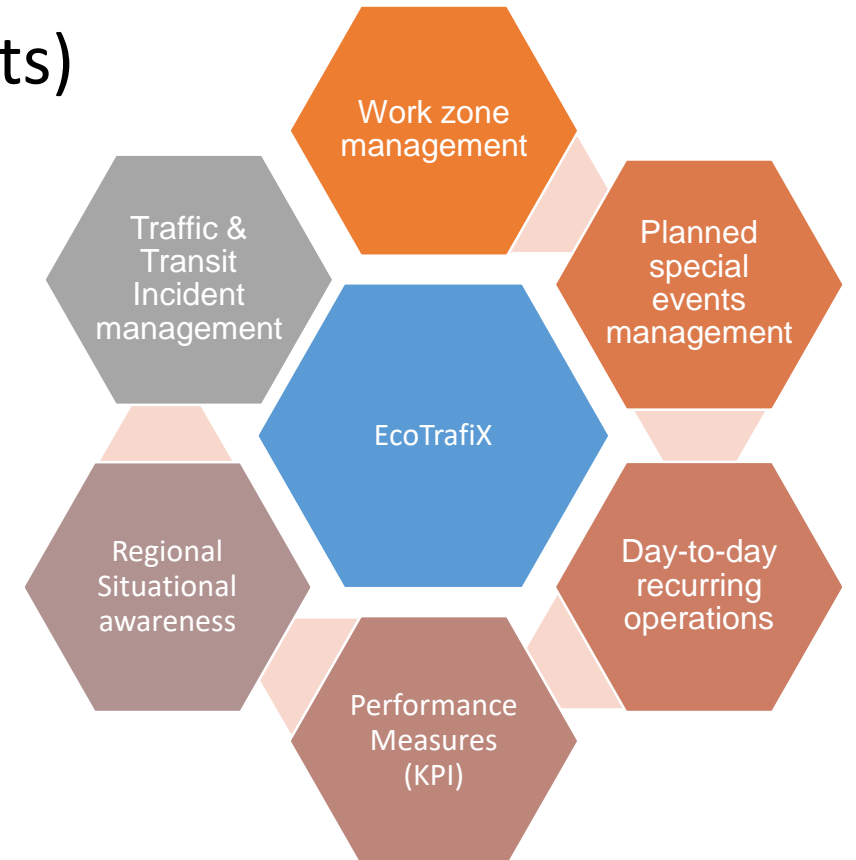 ts)
Work zone
management
Traffic &
Transit
Incident
management
Planned
special
events
management
EcoTrafiX
Regional
Situational
awareness
Day-to-day
recurring
operations
Performance
Measures
(KPI)